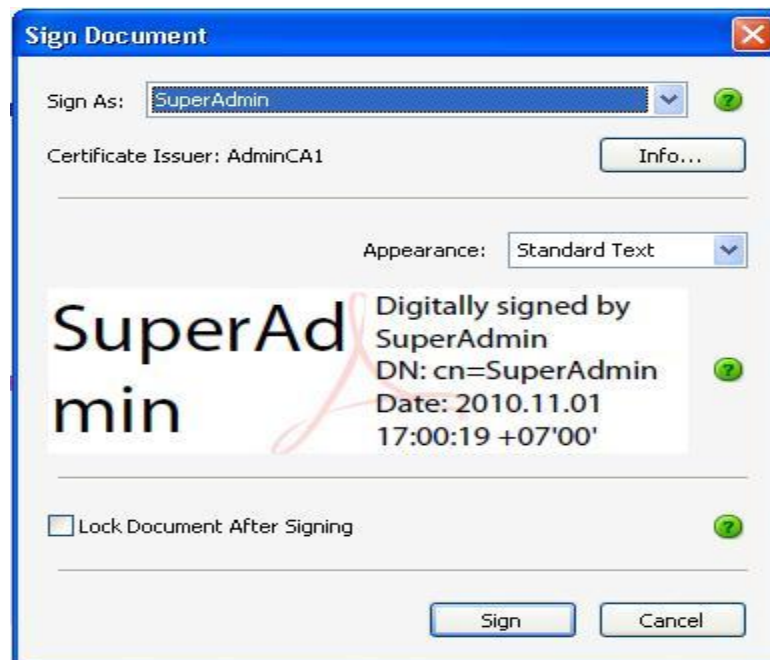 Sign Document
Sign As: SuperAdmin
?
Certificate Issuer: AdminCA1
Info...
Appearance: Standard Text
SuperAd
min
Digitally signed by
SuperAdmin
DN: cn=SuperAdmin
Date: 2010.11.01
17:00:19 +07'00'
?
Lock Document After Signing
?
Sign
Cancel